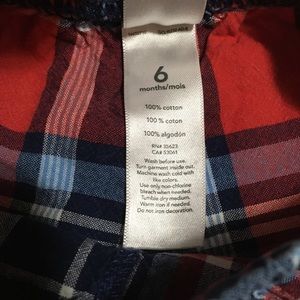 6
months/mois
100% cotton
100 % coton
100% algodón
RN# 10623
CA# 53061
Wash before use.
Turn garment inside out.
Machine wash cold with
like colors.
Use only non-chlorine
bleach when needed.
Tumble dry medium.
Warm iron if needed.
Do not iron decoration.